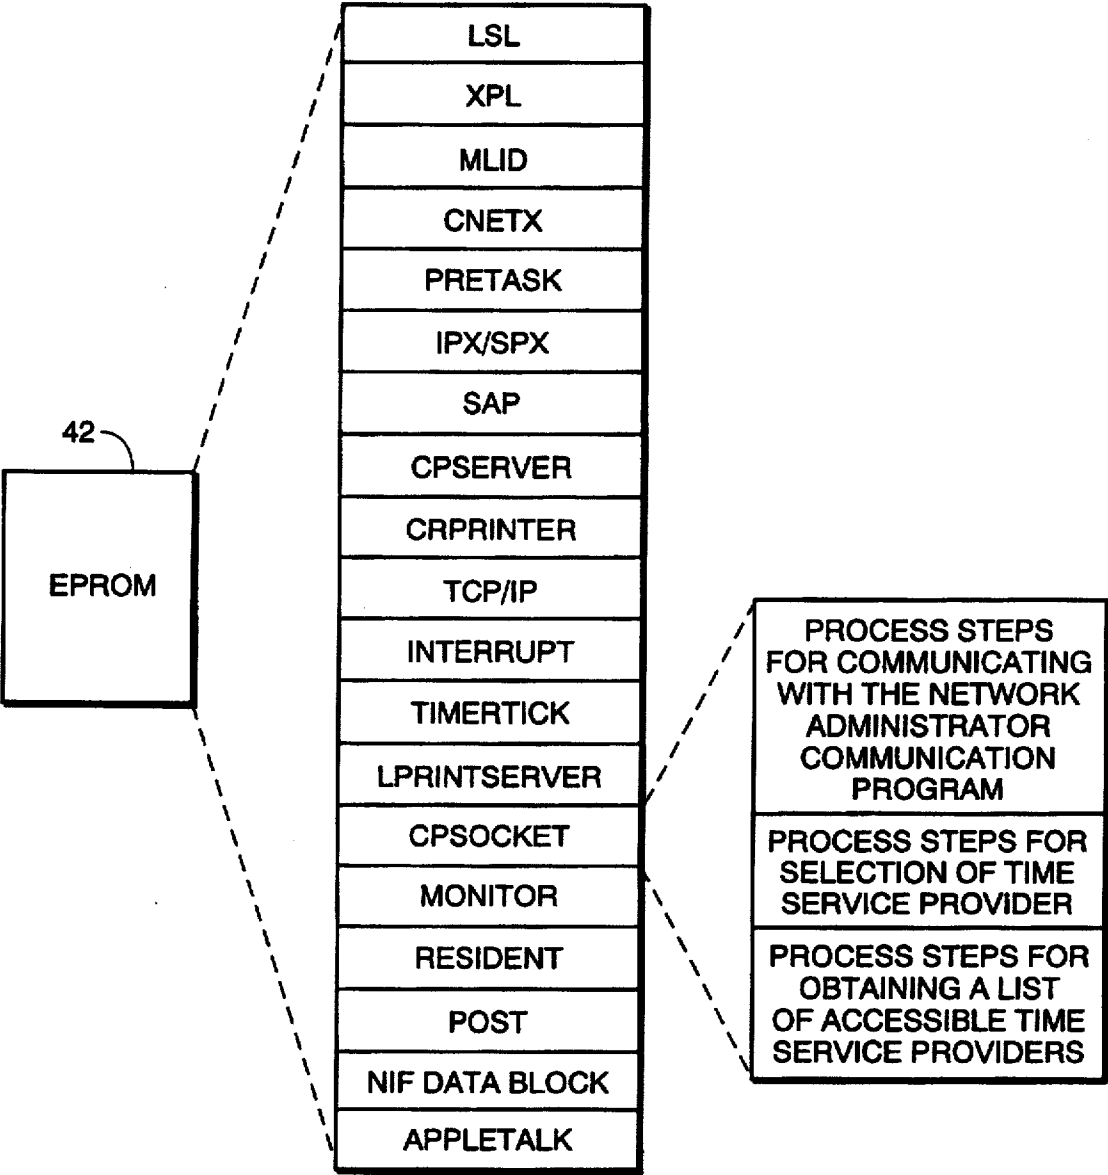 LSL
XPL
MLID
CNETX
PRETASK
IPX/SPX
SAP
CPSERVER
CRPRINTER
TCP/IP
INTERRUPT
TIMERTICK
LPRINTSERVER
CPSOCKET
MONITOR
RESIDENT
POST
NIF DATA BLOCK
APPLETALK
42
EPROM
PROCESS STEPS
FOR COMMUNICATING
WITH THE NETWORK
ADMINISTRATOR
COMMUNICATION
PROGRAM
PROCESS STEPS FOR
SELECTION OF TIME
SERVICE PROVIDER
PROCESS STEPS FOR
OBTAINING A LIST
OF ACCESSIBLE TIME
SERVICE PROVIDERS